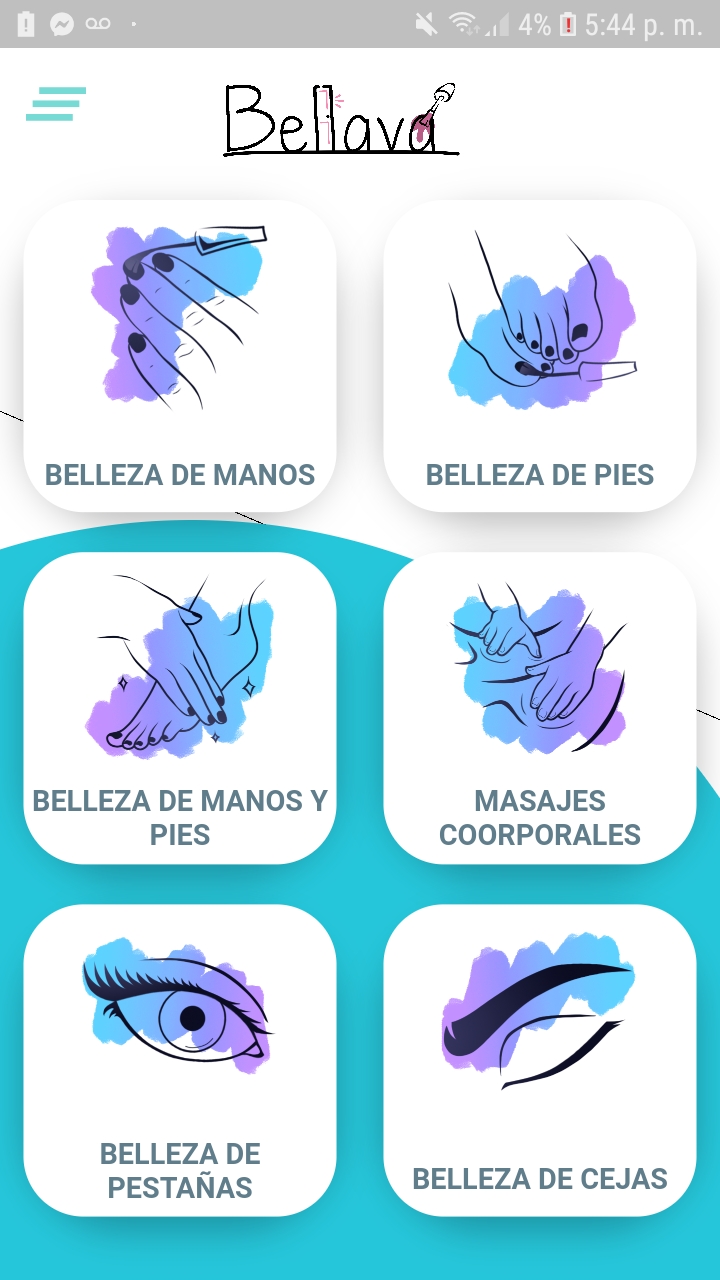 4% 5:44 p. m.
Bellava
BELLEZA DE MANOS
BELLEZA DE PIES
BELLEZA DE MANOS Y
PIES
MASAJES
COORPORALES
BELLEZA DE
PESTAÑAS
BELLEZA DE CEJAS